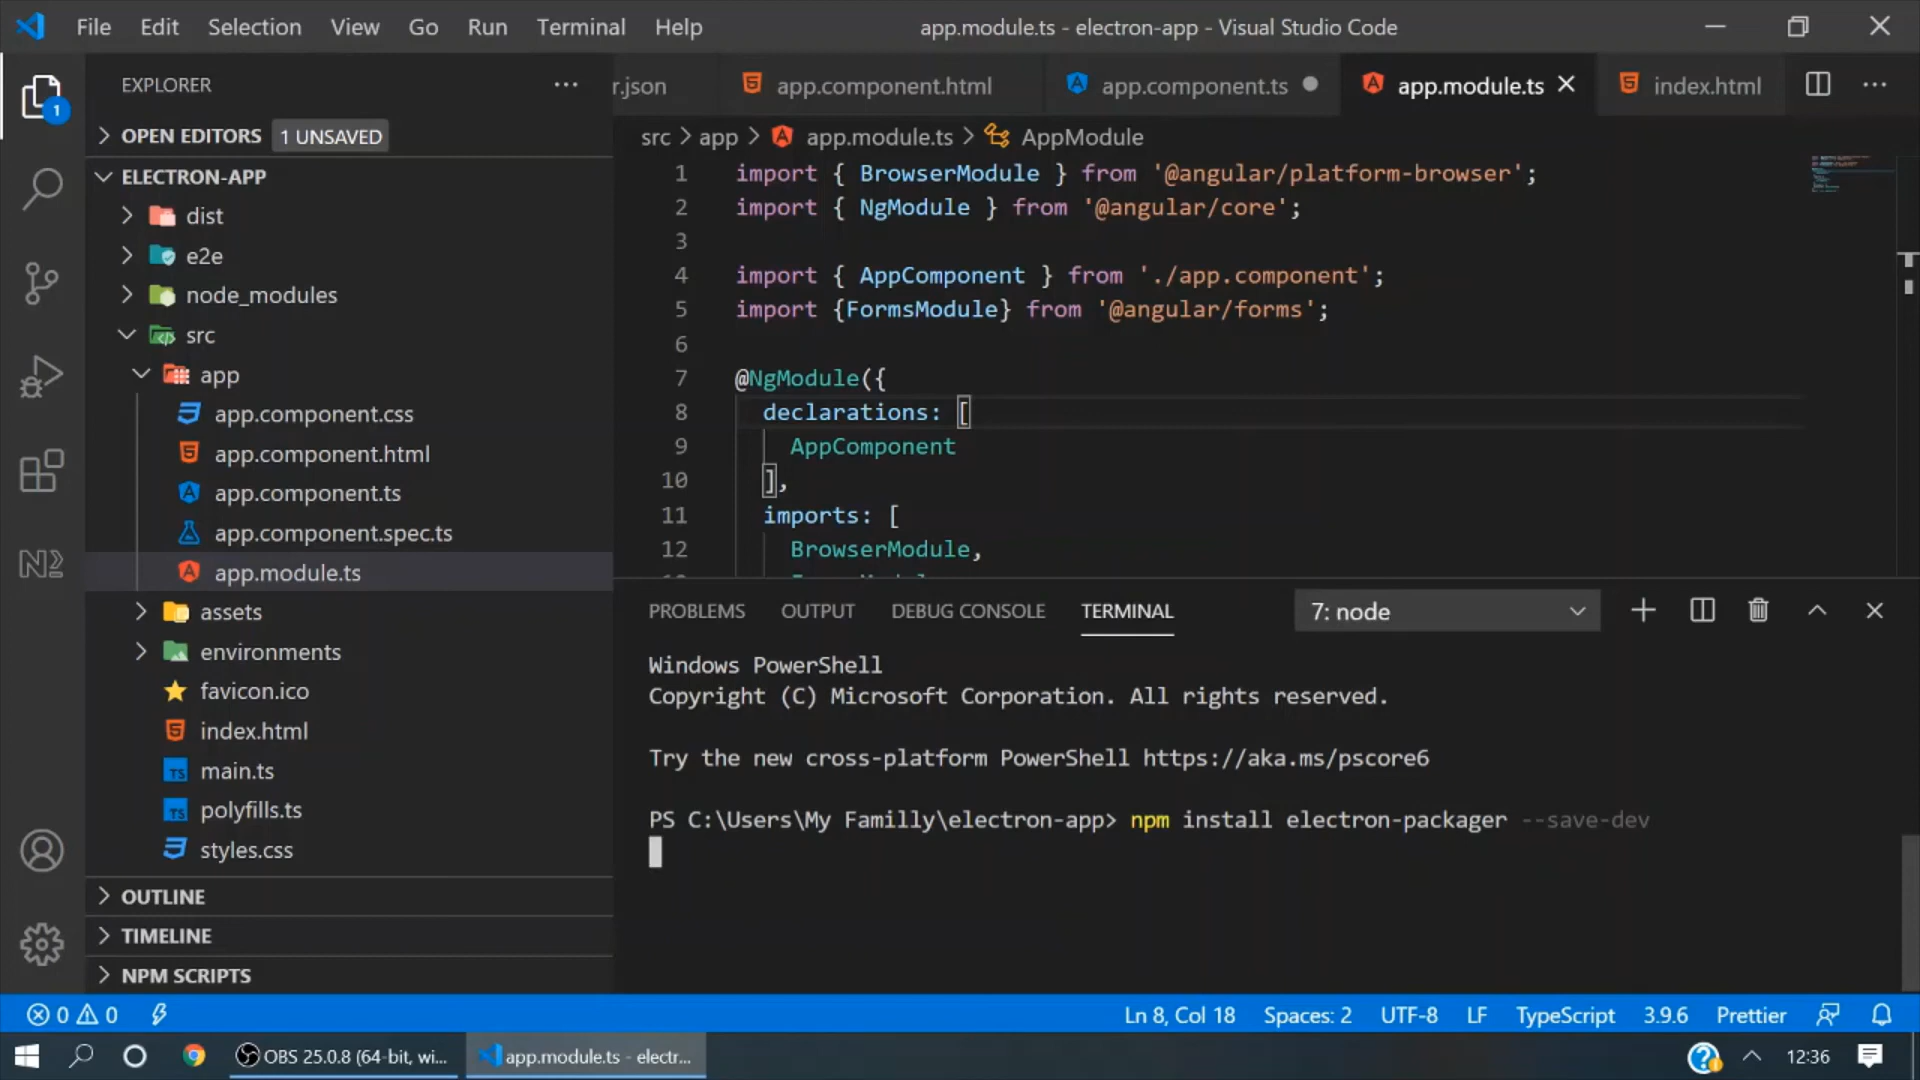 File Edit Selection View Go Run Terminal Help
app.module.ts - electron-app - Visual Studio Code
EXPLORER
1
OPEN EDITORS 1 UNSAVED
ELECTRON-APP
dist
e2e
node_modules
src
app
app.component.css
app.component.html
app.component.ts
app.component.spec.ts
app.module.ts
assets
environments
favicon.ico
index.html
main.ts
polyfills.ts
styles.css
OUTLINE
TIMELINE
NPM SCRIPTS
r.json app.component.html app.component.ts app.module.ts index.html
src > app > app.module.ts > AppModule
1 import { BrowserModule } from '@angular/platform-browser';
2 import { NgModule } from '@angular/core';
3
4 import { AppComponent } from './app.component';
5 import {FormsModule} from '@angular/forms';
6
7 @NgModule({
8 declarations: [
9 AppComponent
10 ],
11 imports: [
12 BrowserModule,
PROBLEMS OUTPUT DEBUG CONSOLE TERMINAL 7: node
Windows PowerShell
Copyright (C) Microsoft Corporation. All rights reserved.
Try the new cross-platform PowerShell https://aka.ms/pscore6
PS C:\Users\My Familly\electron-app> npm install electron-packager --save-dev
0 0 Ln 8, Col 18 Spaces: 2 UTF-8 LF TypeScript 3.9.6 Prettier
OBS 25.0.8 (64-bit, wi... app.module.ts - electr... 12:36